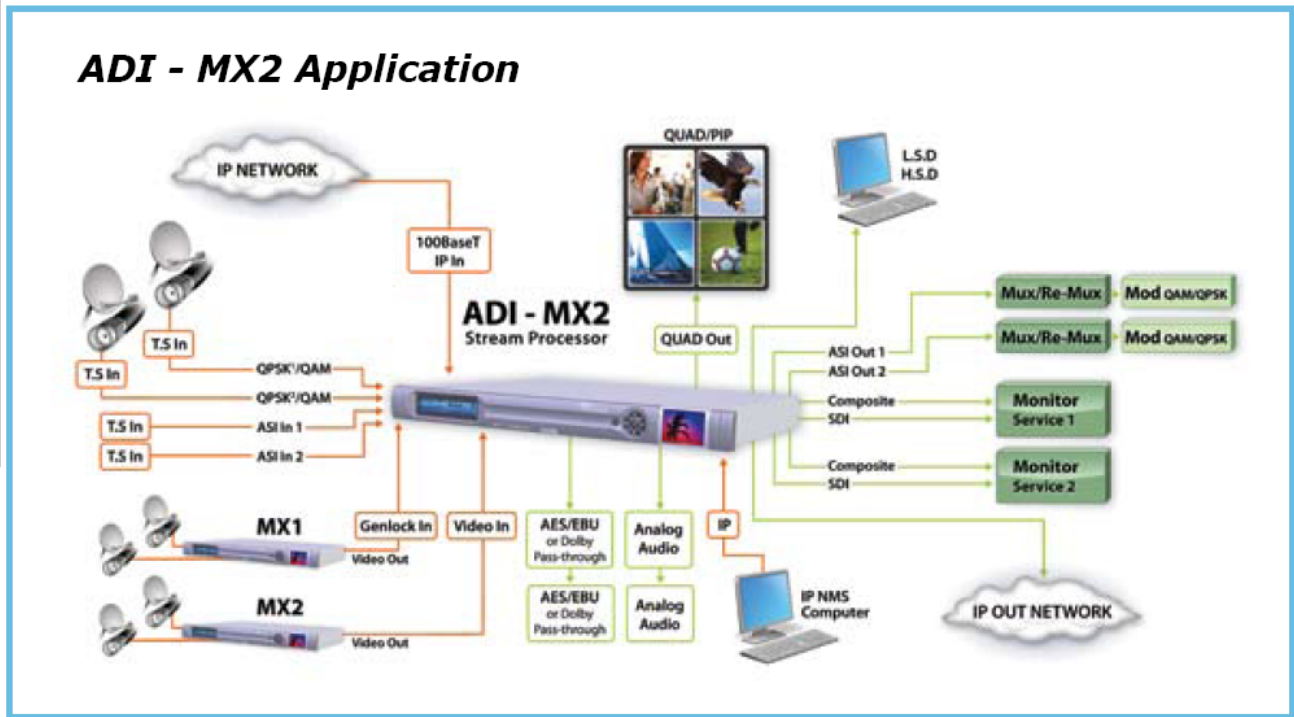 ADI - MX2 Application
QUAD/PIP
IP NETWORK
L.S.D
H.S.D
100BaseT
IP In
ADI - MX2
Stream Processor
QUAD Out
Mux/Re-Mux
Mod QAM/QPSK
Mux/Re-Mux
Mod QAM/QPSK
T.S In
T.S In
QPSK¹/QAM
QPSK²/QAM
T.S In
ASI In 1
T.S In
ASI In 2
ASI Out 1
ASI Out 2
Composite
SDI
Monitor
Service 1
Composite
SDI
Monitor
Service 2
MX1
Video Out
Genlock In
Video In
MX2
Video Out
AES/EBU
or Dolby
Pass-through
Analog
Audio
AES/EBU
or Dolby
Pass-through
Analog
Audio
IP
IP NMS
Computer
IP OUT NETWORK